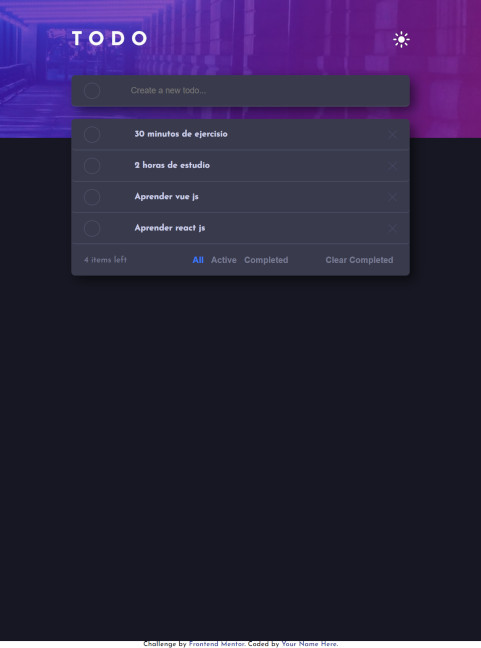 TODO
Create a new todo...
30 minutos de ejercisio
2 horas de estudio
Aprender vue js
Aprender react js
4 items left All Active Completed Clear Completed
Challenge by Frontend Mentor. Coded by Your Name Here.